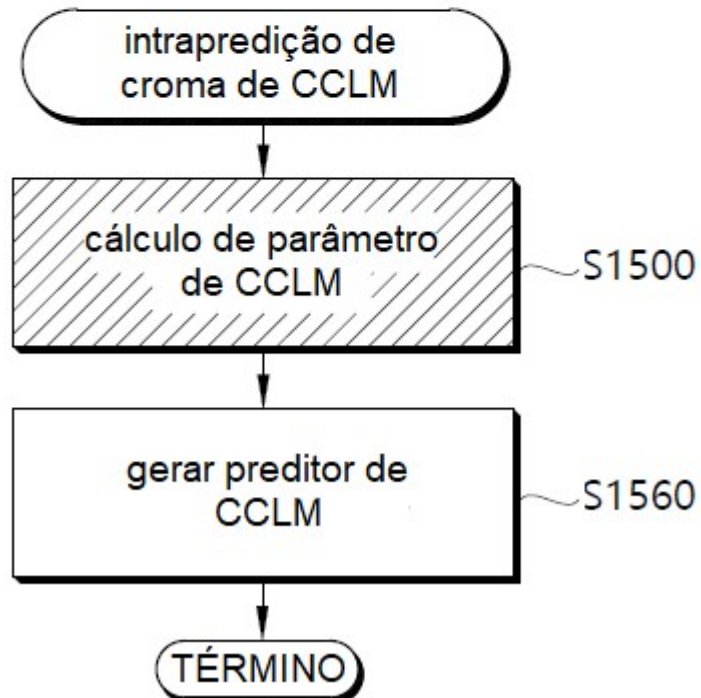 intrapredição de
croma de CCLM
cálculo de parâmetro
de CCLM
S1500
gerar preditor de
CCLM
S1560
TÉRMINO